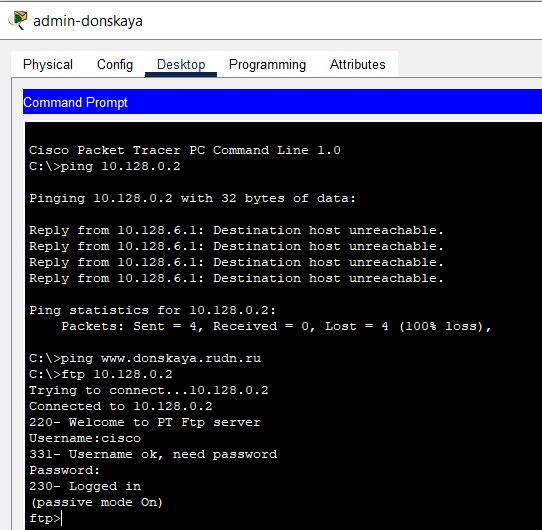 admin-donskaya
Physical Config Desktop Programming Attributes
Command Prompt
Cisco Packet Tracer PC Command Line 1.0
C:\>ping 10.128.0.2
Pinging 10.128.0.2 with 32 bytes of data:
Reply from 10.128.6.1: Destination host unreachable.
Reply from 10.128.6.1: Destination host unreachable.
Reply from 10.128.6.1: Destination host unreachable.
Reply from 10.128.6.1: Destination host unreachable.
Ping statistics for 10.128.0.2:
    Packets: Sent = 4, Received = 0, Lost = 4 (100% loss),
C:\>ping www.donskaya.rudn.ru
C:\>ftp 10.128.0.2
Trying to connect...10.128.0.2
Connected to 10.128.0.2
220- Welcome to PT Ftp server
Username:cisco
331- Username ok, need password
Password:
230- Logged in
(passive mode On)
ftp>